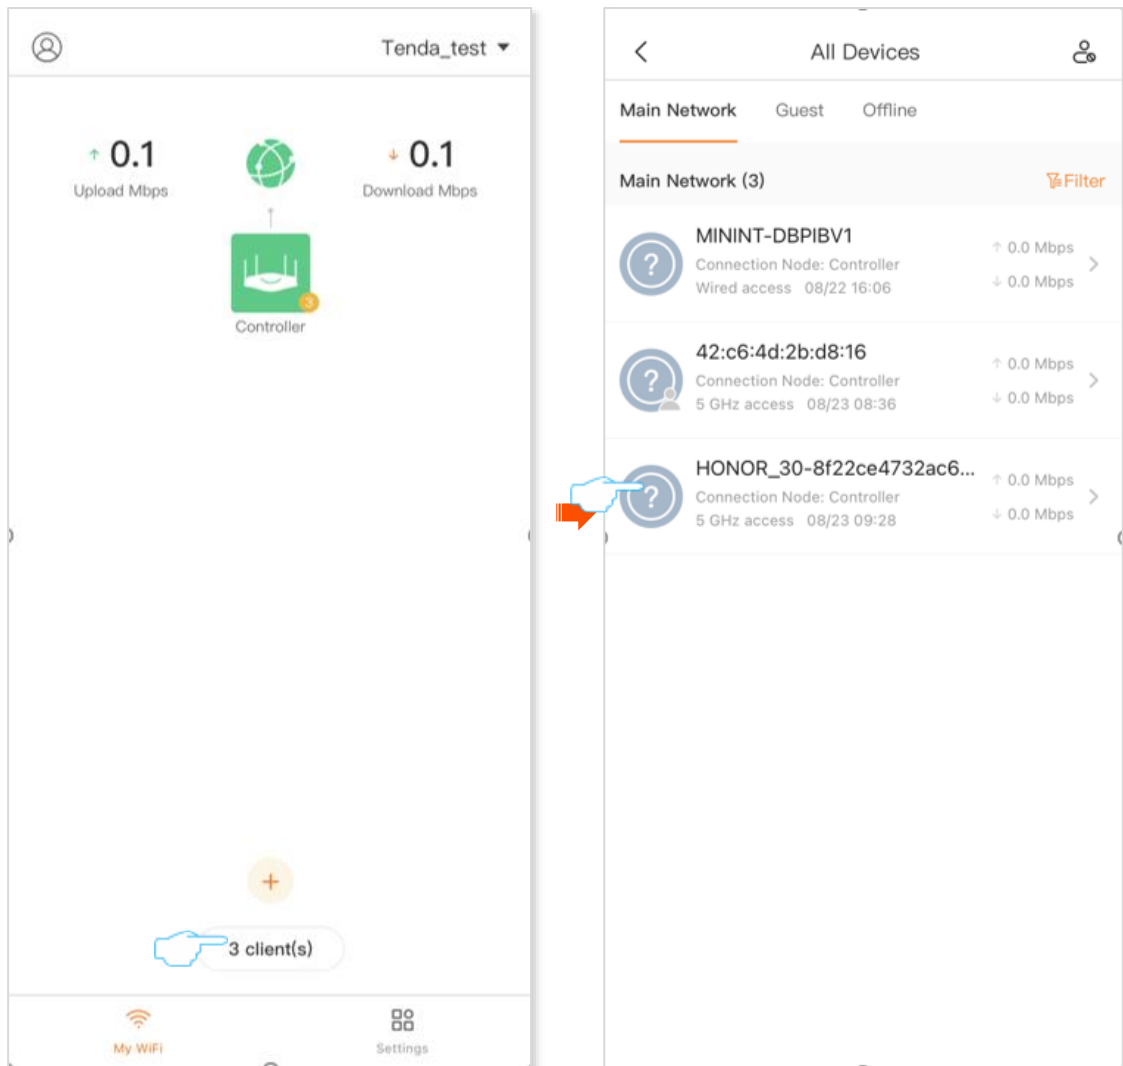 Tenda_test
0.1
Upload Mbps
0.1
Download Mbps
3
Controller
3 client(s)
My WiFi
Settings
All Devices
Main Network Guest Offline
Main Network (3) Filter
MININT-DBPIBV1
Connection Node: Controller
Wired access 08/22 16:06
↑ 0.0 Mbps
↓ 0.0 Mbps
42:c6:4d:2b:d8:16
Connection Node: Controller
5 GHz access 08/23 08:36
↑ 0.0 Mbps
↓ 0.0 Mbps
HONOR_30-8f22ce4732ac6...
Connection Node: Controller
5 GHz access 08/23 09:28
↑ 0.0 Mbps
↓ 0.0 Mbps